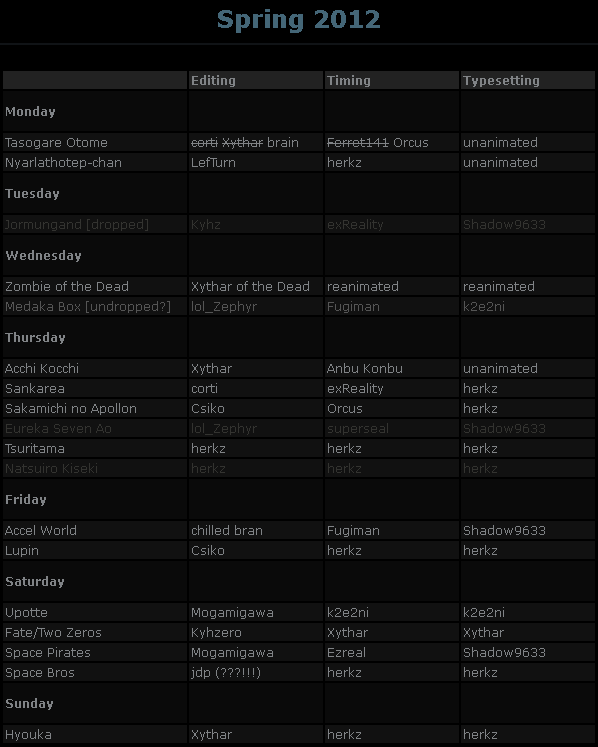 Spring 2012
Editing Timing Typesetting
Monday
Tasogare Otome corti Xythar brain Ferret141 Orcus unanimated
Nyarlathotep-chan LefTurn herkz unanimated
Tuesday
Jormungand [dropped] Kyhz exReality Shadow9633
Wednesday
Zombie of the Dead Xythar of the Dead reanimated reanimated
Medaka Box [undropped?] lol_Zephyr Fugiman k2e2ni
Thursday
Acchi Kocchi Xythar Anbu Konbu unanimated
Sankarea corti exReality herkz
Sakamichi no Apollon Csiko Orcus herkz
Eureka Seven Ao lol_Zephyr superseal Shadow9633
Tsuritama herkz herkz herkz
Natsuiro Kiseki herkz herkz herkz
Friday
Accel World chilled bran Fugiman Shadow9633
Lupin Csiko herkz herkz
Saturday
Upotte Mogamigawa k2e2ni k2e2ni
Fate/Two Zeros Kyhzero Xythar Xythar
Space Pirates Mogamigawa Ezreal Shadow9633
Space Bros jdp (???!!!) herkz herkz
Sunday
Hyouka Xythar herkz herkz